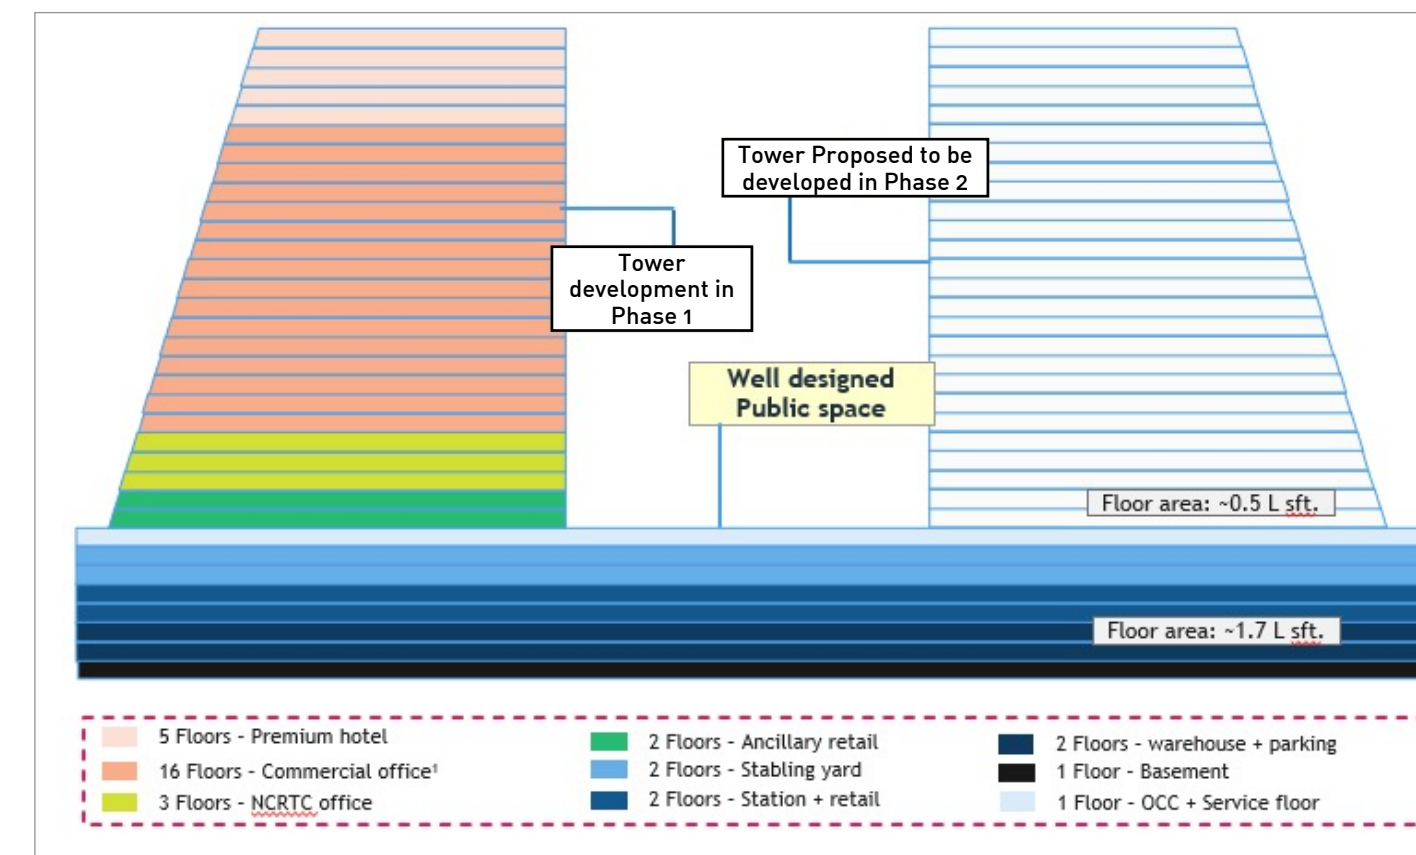 Tower Proposed to be
developed in Phase 2
Tower
development in
Phase 1
Well designed
Public space
Floor area: ~0.5 L sft.
Floor area: ~1.7 L sft.
5 Floors - Premium hotel
16 Floors - Commercial office¹
3 Floors - NCRTC office
2 Floors - Ancillary retail
2 Floors - Stabling yard
2 Floors - Station + retail
2 Floors - warehouse + parking
1 Floor - Basement
1 Floor - OCC + Service floor